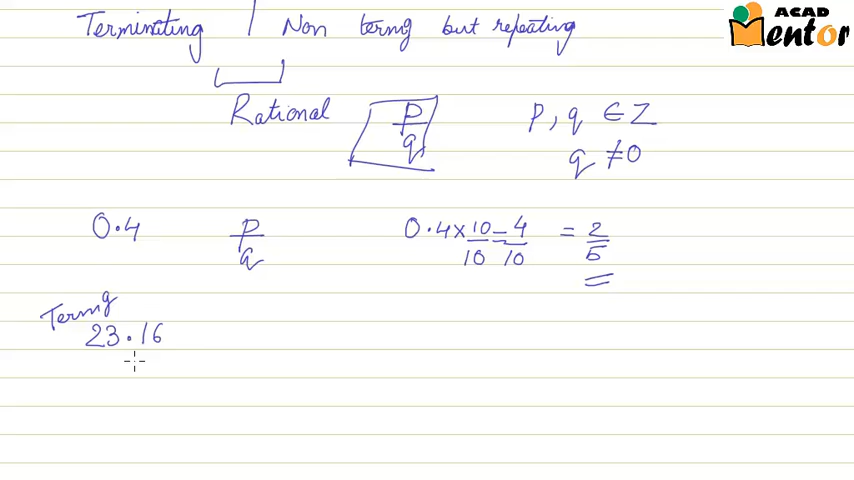 Terminating / Non termg but repeating
ACAD
mentor
Rational p/q p, q ∈ Z
q ≠ 0
0.4 p/q 0.4 × 10/10 = 4/10 = 2/5
Termg
23.16